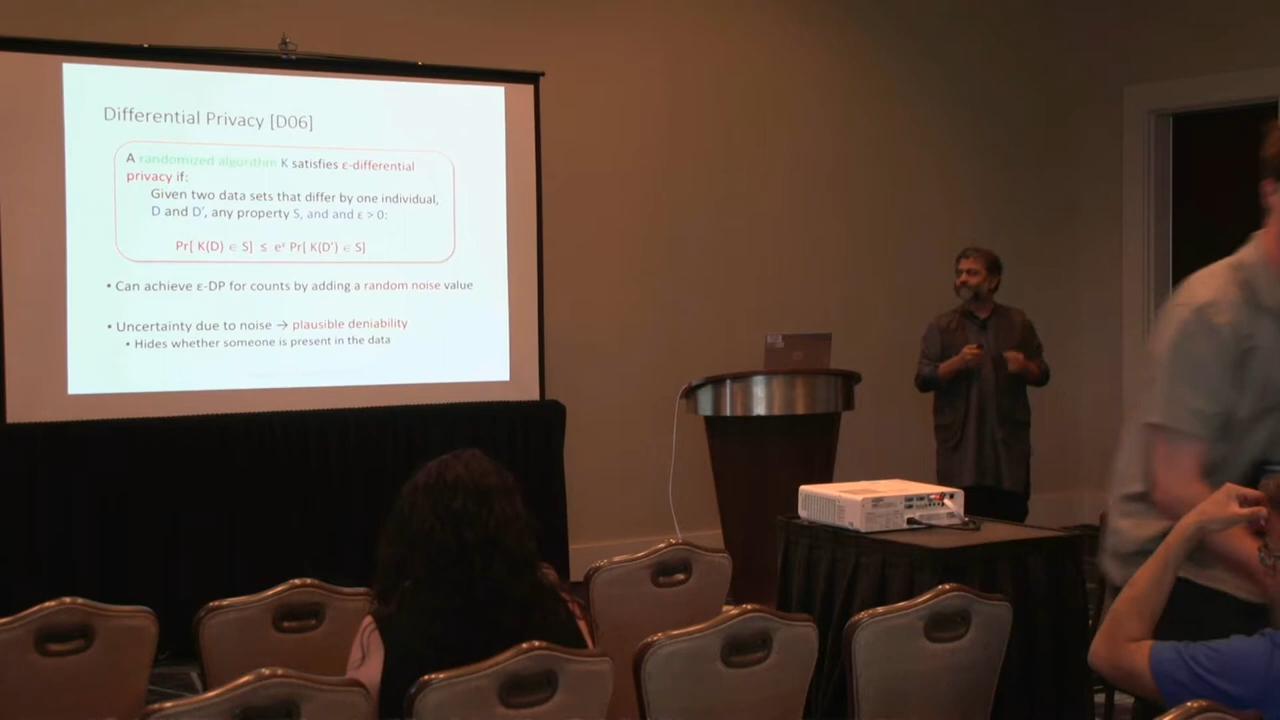 Differential Privacy [D06]
A randomized algorithm K satisfies ε-differential
privacy if:
Given two data sets that differ by one individual,
D and D′, any property S, and and ε > 0:
Pr[ K(D) ∈ S] ≤ eᵋ Pr[ K(D′) ∈ S]
• Can achieve ε-DP for counts by adding a random noise value
• Uncertainty due to noise → plausible deniability
• Hides whether someone is present in the data